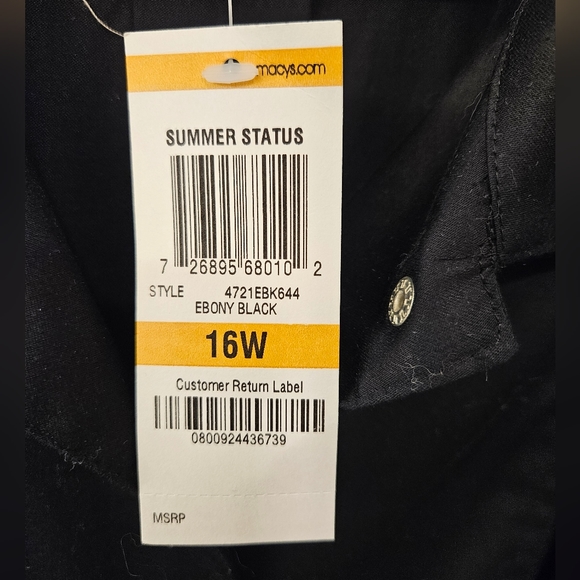 macys.com
SUMMER STATUS
7 26895 68010 2
STYLE 4721EBK644
EBONY BLACK
16W
Customer Return Label
0800924436739
MSRP